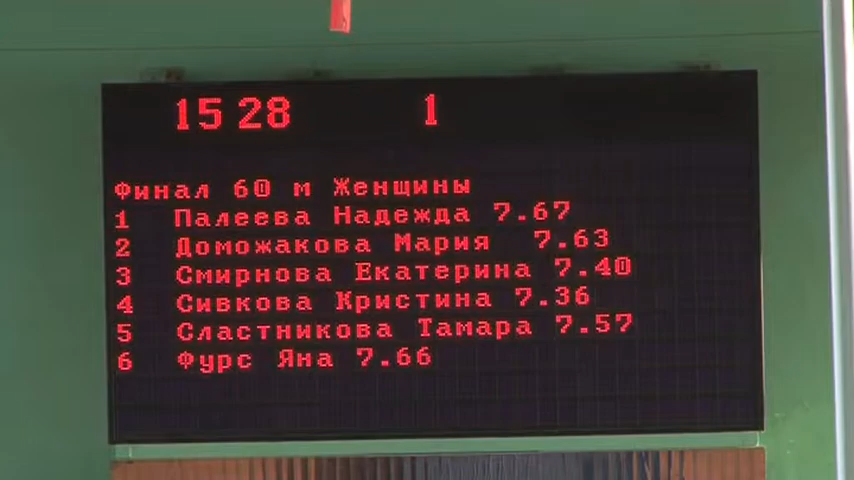 15 28 1
Финал 60 м Женщины
1 Палеева Надежда 7.67
2 Доможакова Мария 7.63
3 Смирнова Екатерина 7.40
4 Сивкова Кристина 7.36
5 Сластникова Тамара 7.57
6 Фурс Яна 7.66